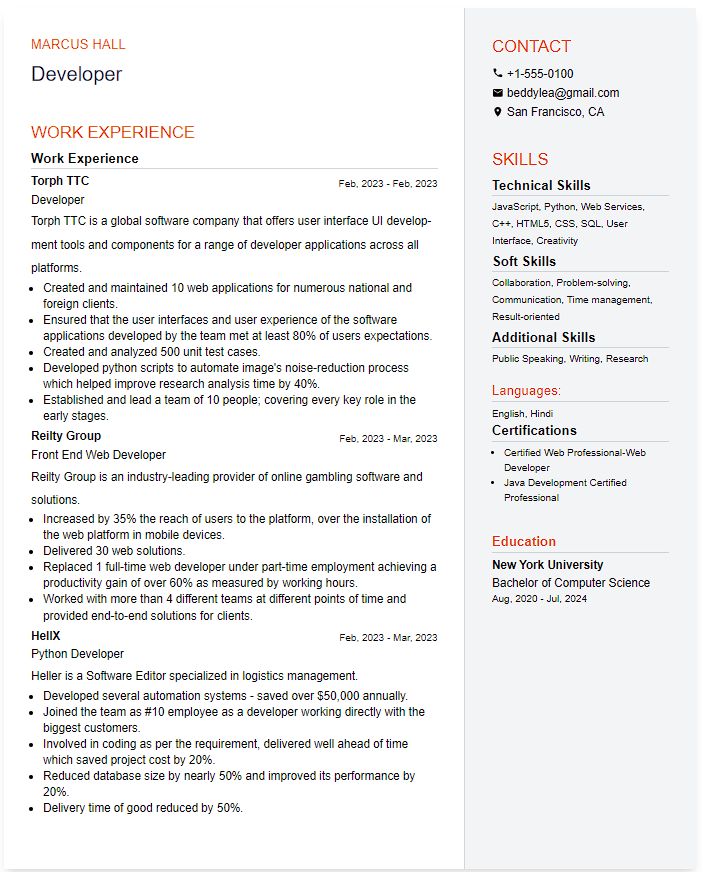 MARCUS HALL
Developer
WORK EXPERIENCE
Work Experience
Torph TTC
Feb, 2023 - Feb, 2023
Developer
Torph TTC is a global software company that offers user interface UI develop-
ment tools and components for a range of developer applications across all
platforms.
• Created and maintained 10 web applications for numerous national and
foreign clients.
• Ensured that the user interfaces and user experience of the software
applications developed by the team met at least 80% of users expectations.
• Created and analyzed 500 unit test cases.
• Developed python scripts to automate image's noise-reduction process
which helped improve research analysis time by 40%.
• Established and lead a team of 10 people; covering every key role in the
early stages.
Reilty Group
Feb, 2023 - Mar, 2023
Front End Web Developer
Reilty Group is an industry-leading provider of online gambling software and
solutions.
• Increased by 35% the reach of users to the platform, over the installation of
the web platform in mobile devices.
• Delivered 30 web solutions.
• Replaced 1 full-time web developer under part-time employment achieving a
productivity gain of over 60% as measured by working hours.
• Worked with more than 4 different teams at different points of time and
provided end-to-end solutions for clients.
HellX
Feb, 2023 - Mar, 2023
Python Developer
Heller is a Software Editor specialized in logistics management.
• Developed several automation systems - saved over $50,000 annually.
• Joined the team as #10 employee as a developer working directly with the
biggest customers.
• Involved in coding as per the requirement, delivered well ahead of time
which saved project cost by 20%.
• Reduced database size by nearly 50% and improved its performance by
20%.
• Delivery time of good reduced by 50%.
CONTACT
+1-555-0100
beddylea@gmail.com
San Francisco, CA
SKILLS
Technical Skills
JavaScript, Python, Web Services,
C++, HTML5, CSS, SQL, User
Interface, Creativity
Soft Skills
Collaboration, Problem-solving,
Communication, Time management,
Result-oriented
Additional Skills
Public Speaking, Writing, Research
Languages:
English, Hindi
Certifications
• Certified Web Professional-Web
Developer
• Java Development Certified
Professional
Education
New York University
Bachelor of Computer Science
Aug, 2020 - Jul, 2024